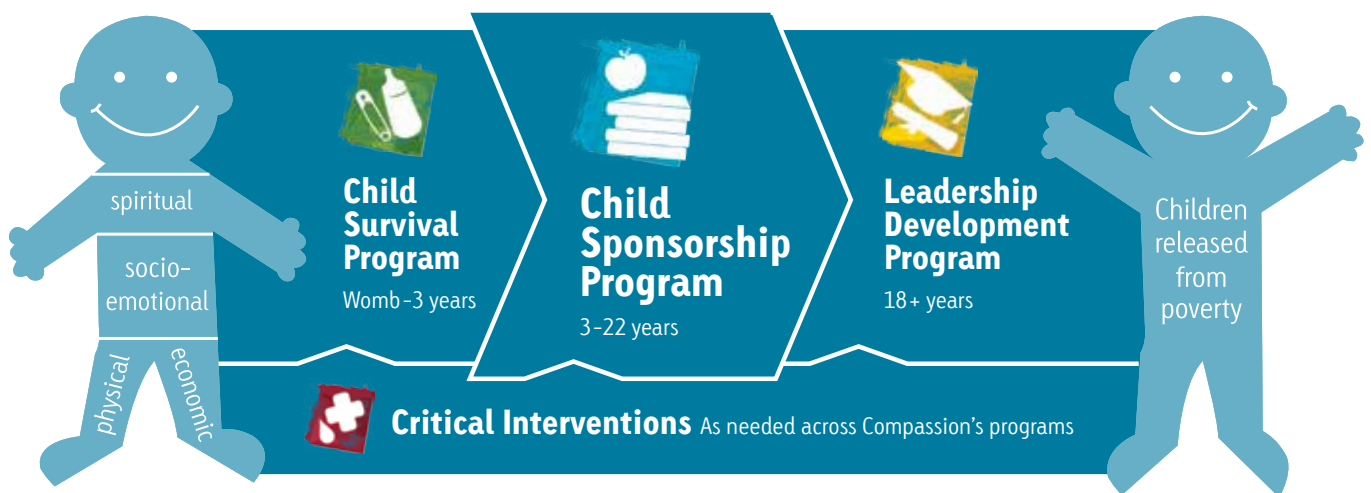 spiritual
socio-
emotional
physical
economic
Child
Survival
Program
Womb–3 years
Child
Sponsorship
Program
3–22 years
Leadership
Development
Program
18+ years
Critical Interventions As needed across Compassion’s programs
Children
released
from
poverty